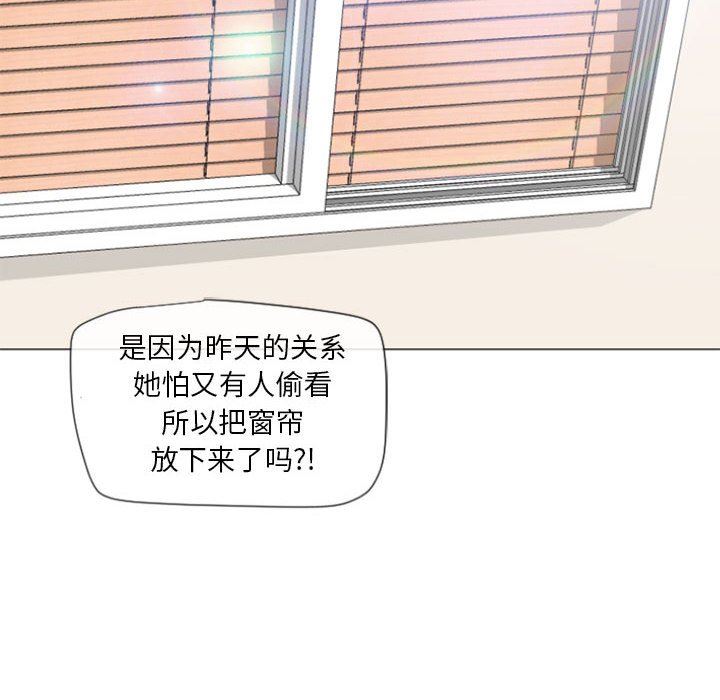 是因为昨天的关系
她怕又有人偷看
所以把窗帘
放下来了吗?!